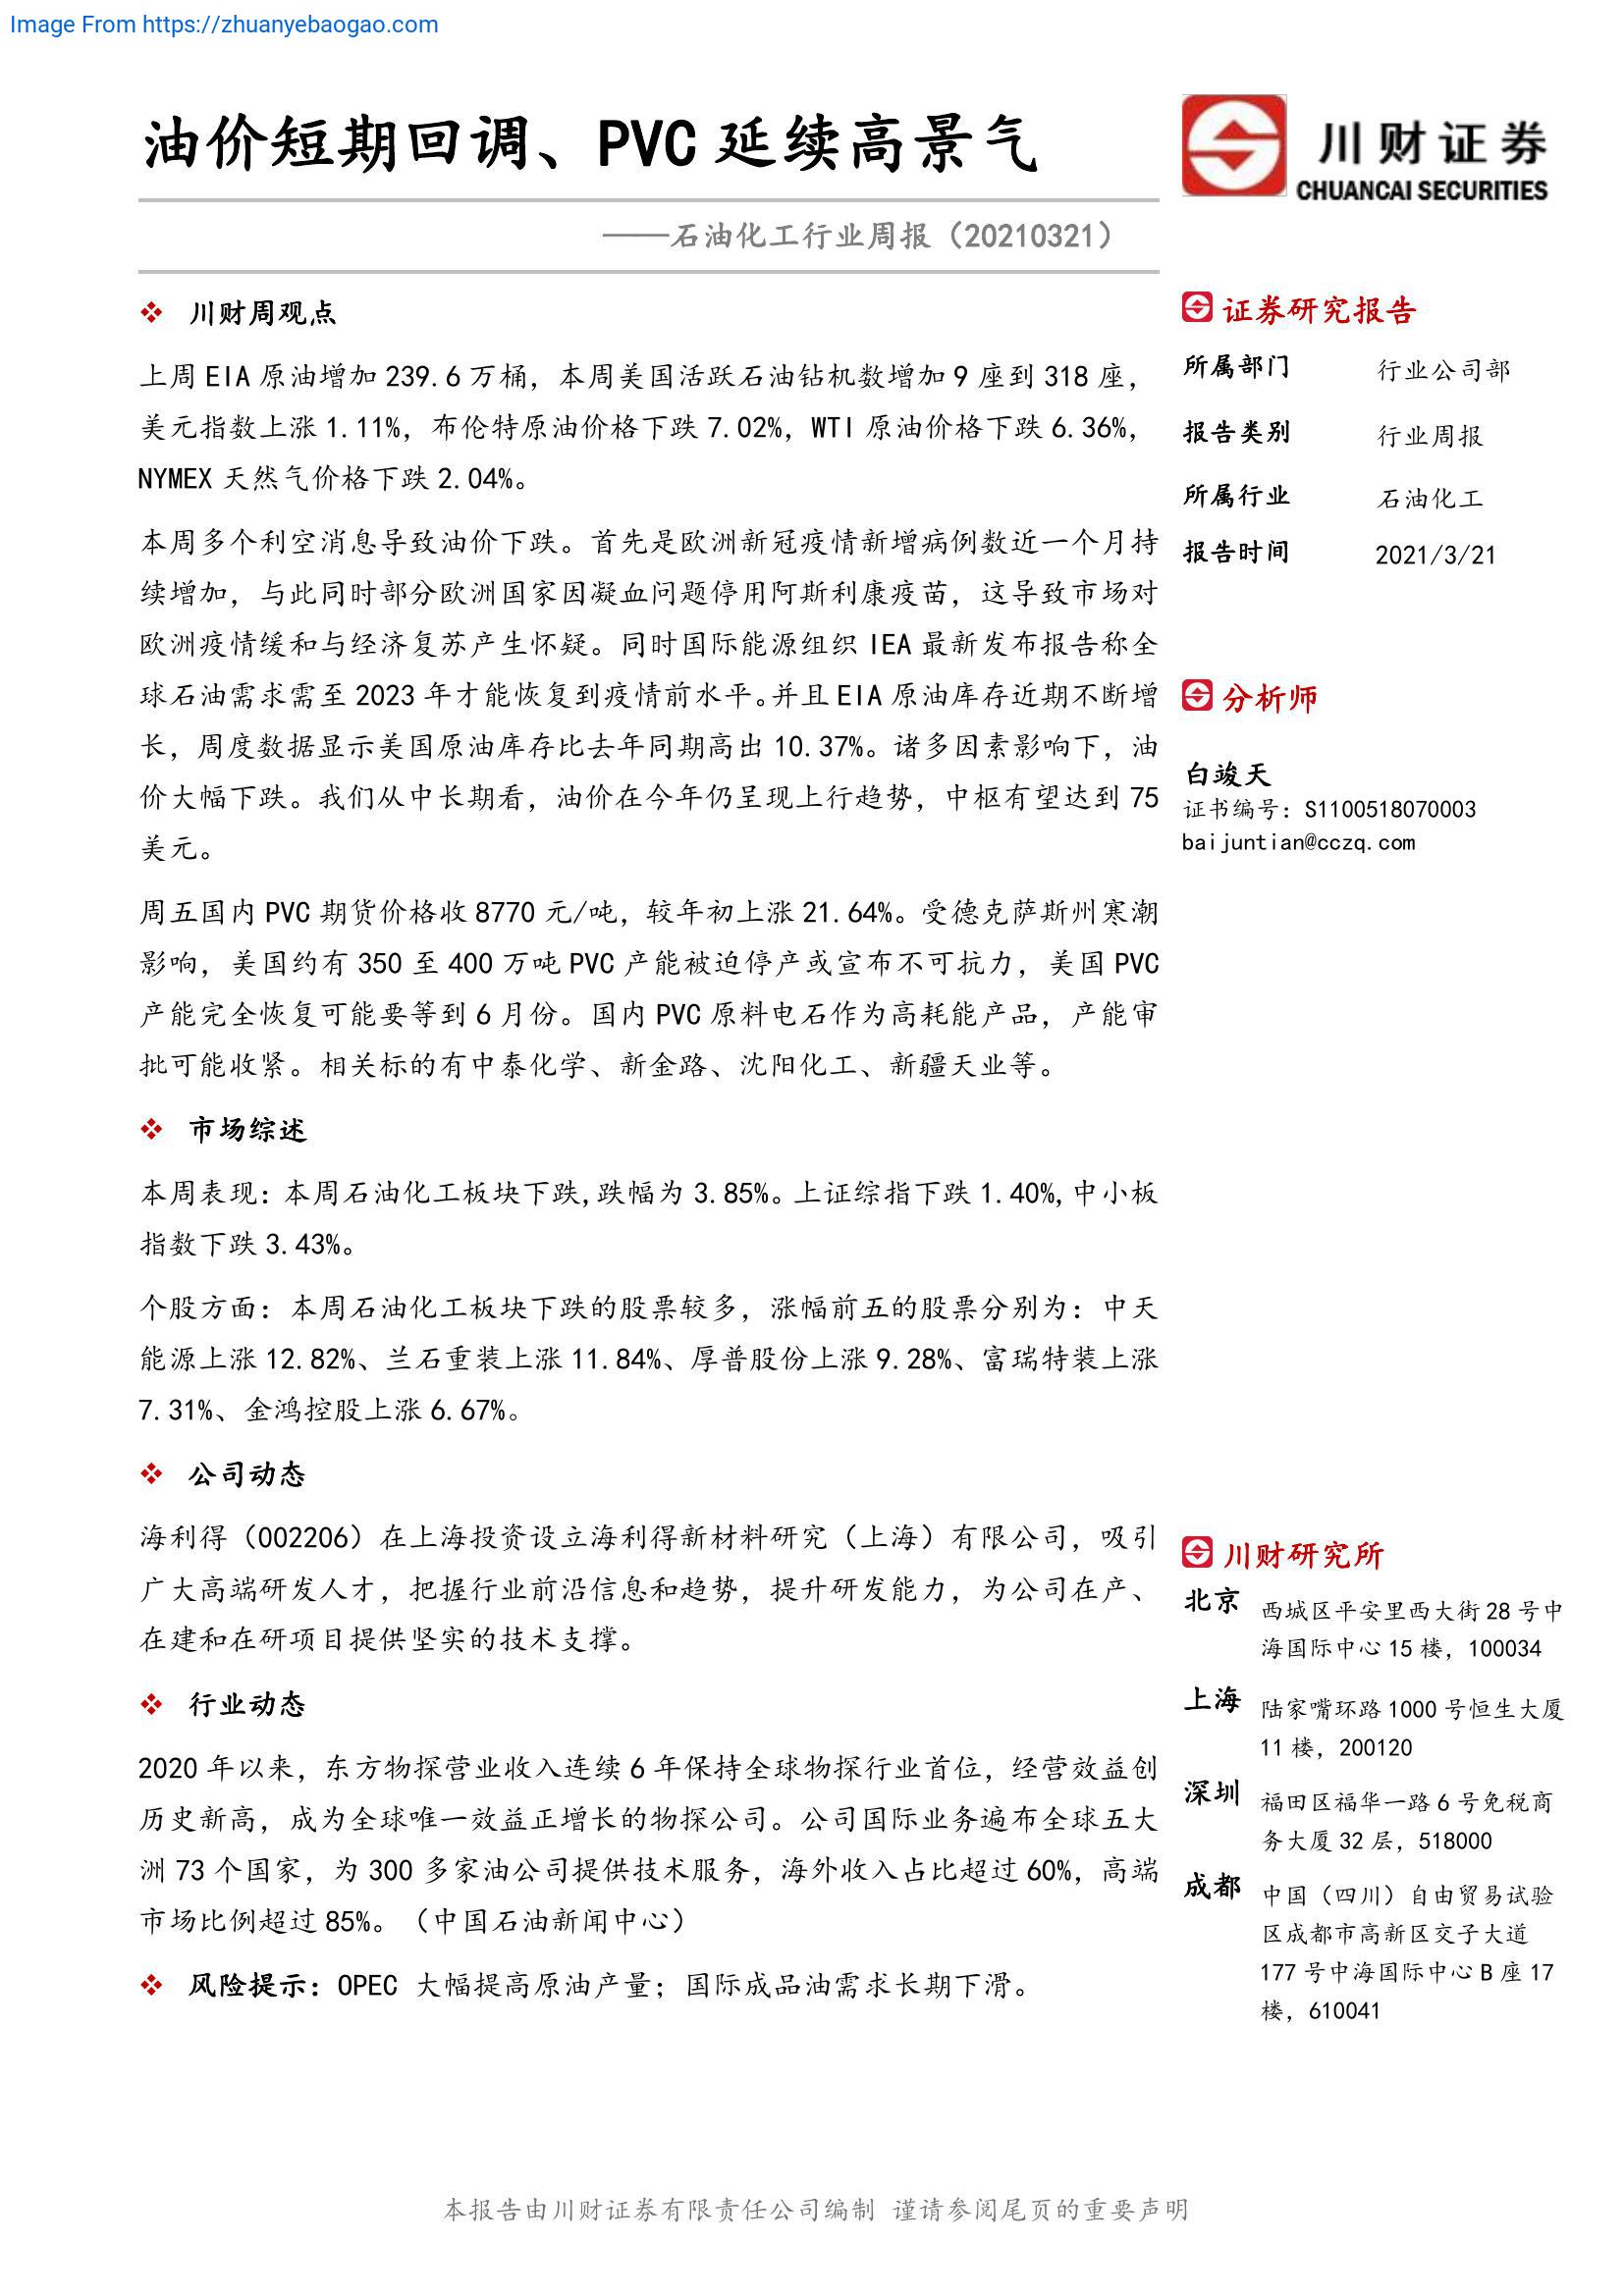 Image From https://zhuanyebaogao.com
油价短期回调、PVC 延续高景气
——石油化工行业周报（20210321）
川财证券
CHUANCAI SECURITIES
❖ 川财周观点
上周 EIA 原油增加 239.6 万桶，本周美国活跃石油钻机数增加 9 座到 318 座，
美元指数上涨 1.11%，布伦特原油价格下跌 7.02%，WTI 原油价格下跌 6.36%，
NYMEX 天然气价格下跌 2.04%。
本周多个利空消息导致油价下跌。首先是欧洲新冠疫情新增病例数近一个月持
续增加，与此同时部分欧洲国家因凝血问题停用阿斯利康疫苗，这导致市场对
欧洲疫情缓和与经济复苏产生怀疑。同时国际能源组织 IEA 最新发布报告称全
球石油需求需至 2023 年才能恢复到疫情前水平。并且 EIA 原油库存近期不断增
长，周度数据显示美国原油库存比去年同期高出 10.37%。诸多因素影响下，油
价大幅下跌。我们从中长期看，油价在今年仍呈现上行趋势，中枢有望达到 75
美元。
周五国内 PVC 期货价格收 8770 元/吨，较年初上涨 21.64%。受德克萨斯州寒潮
影响，美国约有 350 至 400 万吨 PVC 产能被迫停产或宣布不可抗力，美国 PVC
产能完全恢复可能要等到 6 月份。国内 PVC 原料电石作为高耗能产品，产能审
批可能收紧。相关标的有中泰化学、新金路、沈阳化工、新疆天业等。
❖ 市场综述
本周表现：本周石油化工板块下跌,跌幅为 3.85%。上证综指下跌 1.40%,中小板
指数下跌 3.43%。
个股方面：本周石油化工板块下跌的股票较多，涨幅前五的股票分别为：中天
能源上涨 12.82%、兰石重装上涨 11.84%、厚普股份上涨 9.28%、富瑞特装上涨
7.31%、金鸿控股上涨 6.67%。
❖ 公司动态
海利得（002206）在上海投资设立海利得新材料研究（上海）有限公司，吸引
广大高端研发人才，把握行业前沿信息和趋势，提升研发能力，为公司在产、
在建和在研项目提供坚实的技术支撑。
❖ 行业动态
2020 年以来，东方物探营业收入连续 6 年保持全球物探行业首位，经营效益创
历史新高，成为全球唯一效益正增长的物探公司。公司国际业务遍布全球五大
洲 73 个国家，为 300 多家油公司提供技术服务，海外收入占比超过 60%，高端
市场比例超过 85%。（中国石油新闻中心）
❖ 风险提示：OPEC 大幅提高原油产量；国际成品油需求长期下滑。
证券研究报告
所属部门 行业公司部
报告类别 行业周报
所属行业 石油化工
报告时间 2021/3/21
分析师
白竣天
证书编号：S1100518070003
baijuntian@cczq.com
川财研究所
北京 西城区平安里西大街 28 号中
海国际中心 15 楼，100034
上海 陆家嘴环路 1000 号恒生大厦
11 楼，200120
深圳 福田区福华一路 6 号免税商
务大厦 32 层，518000
成都 中国（四川）自由贸易试验
区成都市高新区交子大道
177 号中海国际中心 B 座 17
楼，610041
本报告由川财证券有限责任公司编制 谨请参阅尾页的重要声明